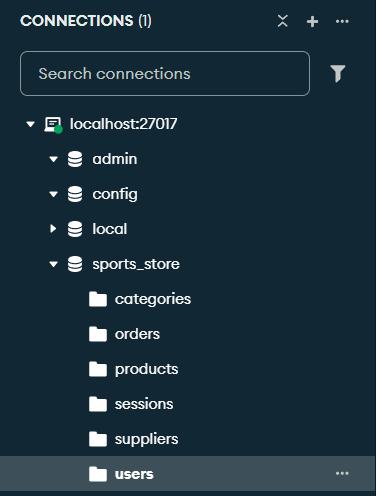 CONNECTIONS (1)
Search connections
localhost:27017
admin
config
local
sports_store
categories
orders
products
sessions
suppliers
users